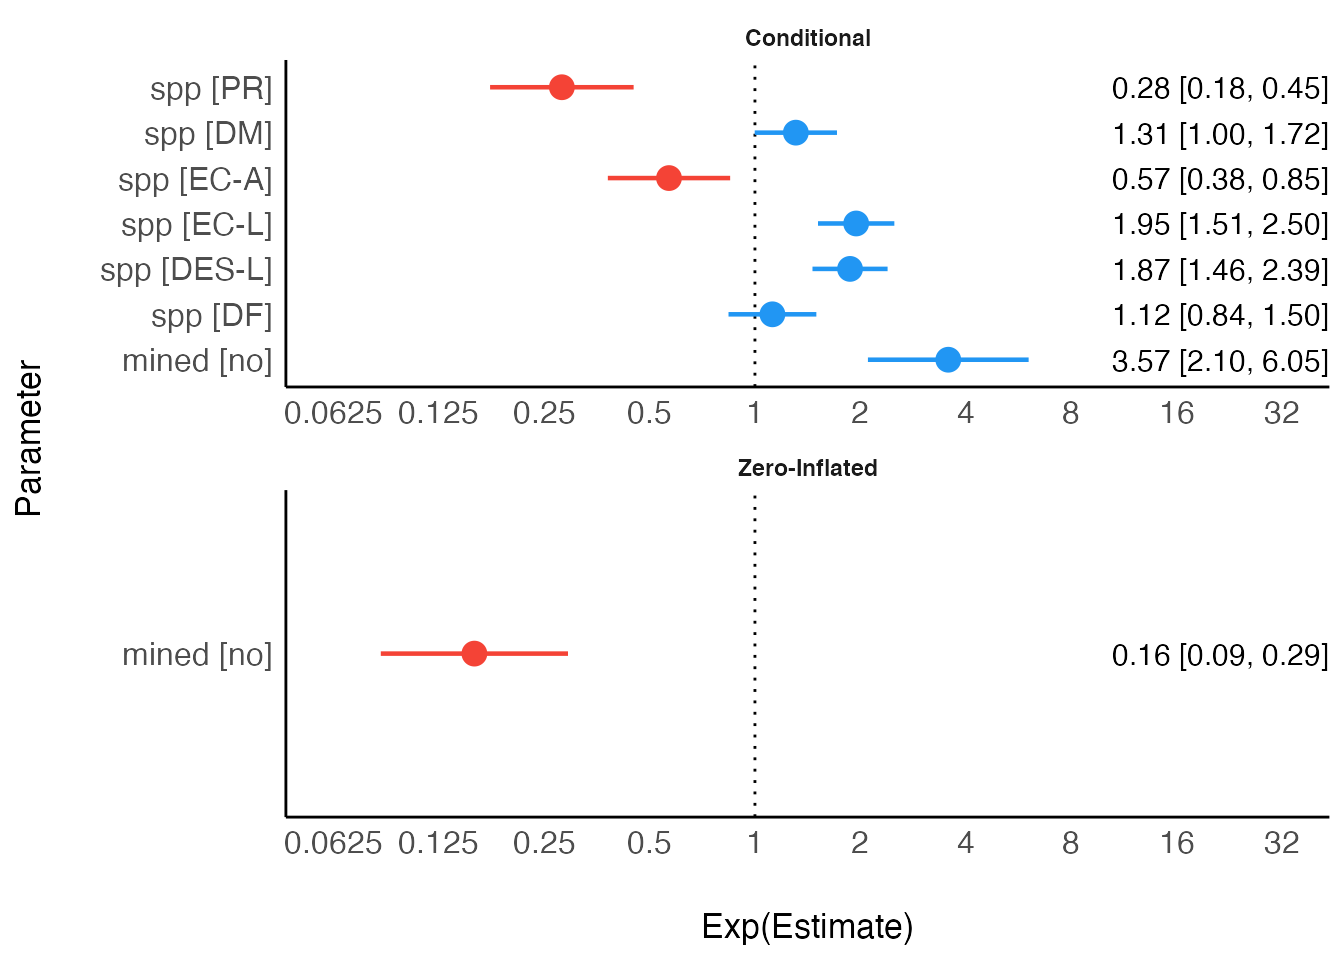 Conditional
spp [PR] 0.28 [0.18, 0.45]
spp [DM] 1.31 [1.00, 1.72]
spp [EC-A] 0.57 [0.38, 0.85]
spp [EC-L] 1.95 [1.51, 2.50]
spp [DES-L] 1.87 [1.46, 2.39]
spp [DF] 1.12 [0.84, 1.50]
mined [no] 3.57 [2.10, 6.05]
0.0625 0.125 0.25 0.5 1 2 4 8 16 32
Parameter
Zero-Inflated
mined [no] 0.16 [0.09, 0.29]
0.0625 0.125 0.25 0.5 1 2 4 8 16 32
Exp(Estimate)